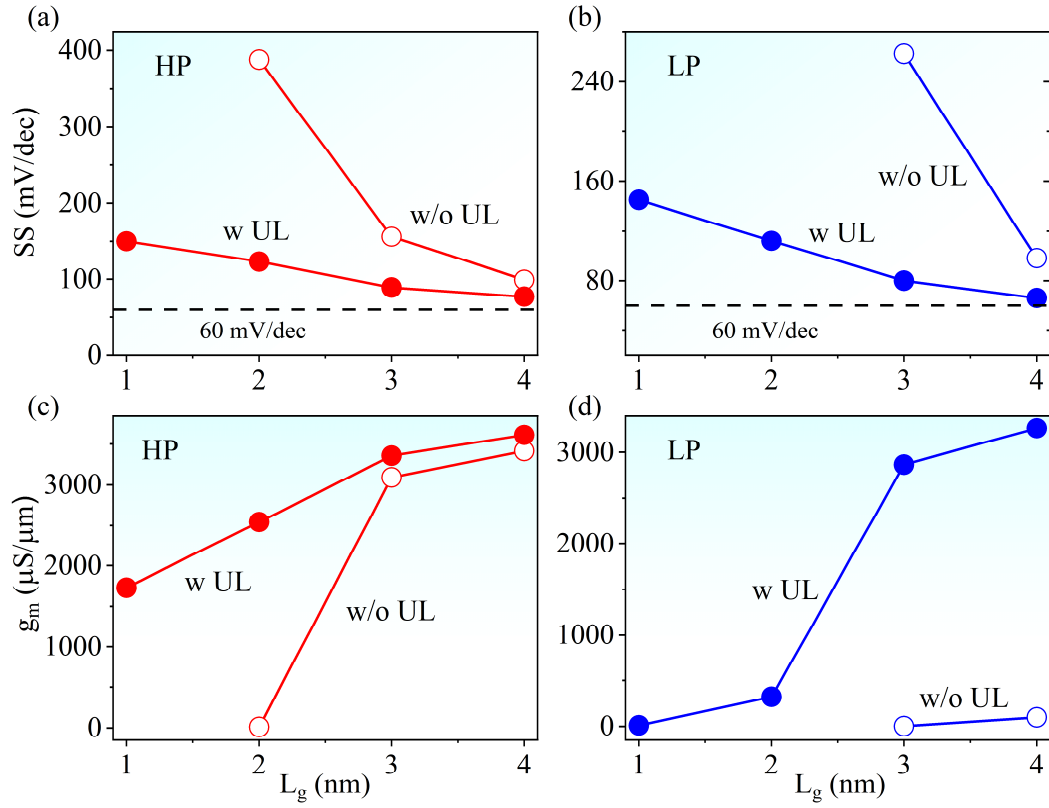 (a)
HP
SS (mV/dec)
400
300
200
100
0
w UL
w/o UL
60 mV/dec
1 2 3 4
(b)
LP
240
160
80
w/o UL
w UL
60 mV/dec
1 2 3 4
(c)
HP
gm (μS/μm)
3000
2000
1000
0
w UL
w/o UL
1 2 3 4
Lg (nm)
(d)
LP
3000
2000
1000
0
w UL
w/o UL
1 2 3 4
Lg (nm)